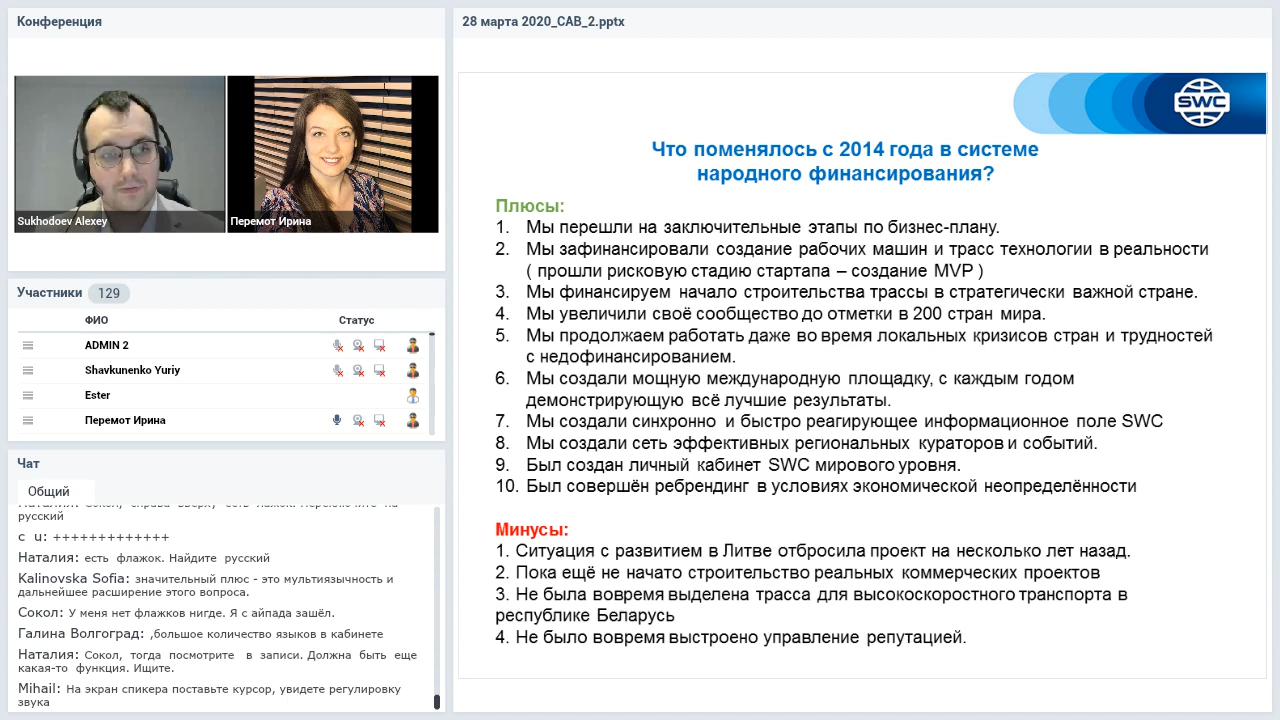 Конференция
Sukhodoev Alexey
Перемот Ирина
Участники 129
ФИО Статус
ADMIN 2
Shavkunenko Yuriy
Ester
Перемот Ирина
Чат
Общий
русский
с u: +++++++++++++
Наталия: есть флажок. Найдите русский
Kalinovska Sofia: значительный плюс - это мультиязычность и
дальнейшее расширение этого вопроса.
Сокол: У меня нет флажков нигде. Я с айпада зашёл.
Галина Волгоград: ,большое количество языков в кабинете
Наталия: Сокол, тогда посмотрите в записи. Должна быть еще
какая-то функция. Ищите.
Mihail: На экран спикера поставьте курсор, увидете регулировку
звука
28 марта 2020_САВ_2.pptx
SWC
Что поменялось с 2014 года в системе
народного финансирования?
Плюсы:
1. Мы перешли на заключительные этапы по бизнес-плану.
2. Мы зафинансировали создание рабочих машин и трасс технологии в реальности
( прошли рисковую стадию стартапа – создание MVP )
3. Мы финансируем начало строительства трассы в стратегически важной стране.
4. Мы увеличили своё сообщество до отметки в 200 стран мира.
5. Мы продолжаем работать даже во время локальных кризисов стран и трудностей
с недофинансированием.
6. Мы создали мощную международную площадку, с каждым годом
демонстрирующую всё лучшие результаты.
7. Мы создали синхронно и быстро реагирующее информационное поле SWC
8. Мы создали сеть эффективных региональных кураторов и событий.
9. Был создан личный кабинет SWC мирового уровня.
10. Был совершён ребрендинг в условиях экономической неопределённости
Минусы:
1. Ситуация с развитием в Литве отбросила проект на несколько лет назад.
2. Пока ещё не начато строительство реальных коммерческих проектов
3. Не была вовремя выделена трасса для высокоскоростного транспорта в
республике Беларусь
4. Не было вовремя выстроено управление репутацией.